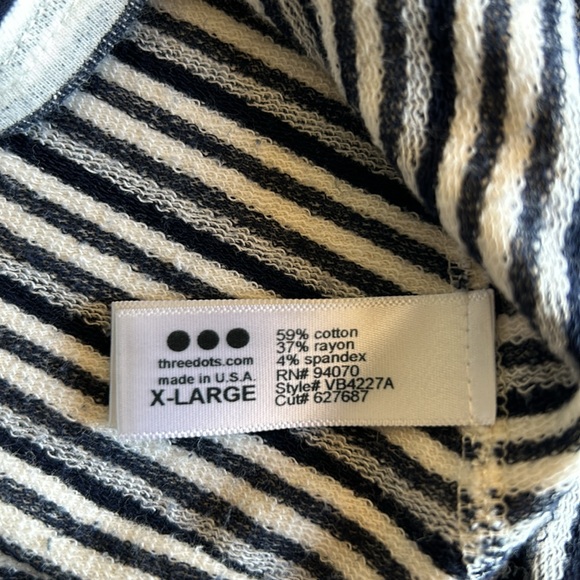 threedots.com
made in U.S.A.
X-LARGE
59% cotton
37% rayon
4% spandex
RN# 94070
Style# VB4227A
Cut# 627687